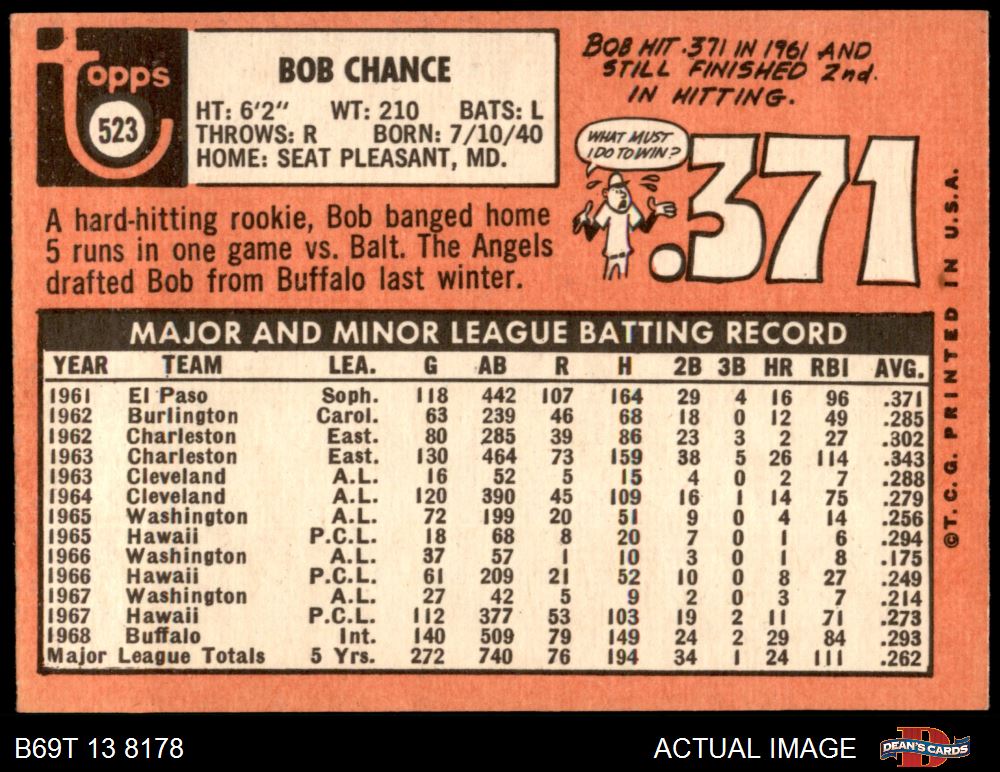 Topps
523
BOB CHANCE
HT: 6'2" WT: 210 BATS: L
THROWS: R BORN: 7/10/40
HOME: SEAT PLEASANT, MD.
BOB HIT .371 IN 1961 AND
STILL FINISHED 2nd.
IN HITTING.
WHAT MUST
I DO TO WIN?
.371
A hard-hitting rookie, Bob banged home
5 runs in one game vs. Balt. The Angels
drafted Bob from Buffalo last winter.
MAJOR AND MINOR LEAGUE BATTING RECORD
YEAR TEAM LEA. G AB R H 2B 3B HR RBI AVG.
1961 El Paso Soph. 118 442 107 164 29 4 16 96 .371
1962 Burlington Carol. 63 239 46 68 18 0 12 49 .285
1962 Charleston East. 80 285 39 86 23 3 2 27 .302
1963 Charleston East. 130 464 73 159 38 5 26 114 .343
1963 Cleveland A.L. 16 52 5 15 4 0 2 7 .288
1964 Cleveland A.L. 120 390 45 109 16 1 14 75 .279
1965 Washington A.L. 72 199 20 51 9 0 4 14 .256
1965 Hawaii P.C.L. 18 68 8 20 7 0 1 6 .294
1966 Washington A.L. 37 57 1 10 3 0 1 8 .175
1966 Hawaii P.C.L. 61 209 21 52 10 0 8 27 .249
1967 Washington A.L. 27 42 5 9 2 0 3 7 .214
1967 Hawaii P.C.L. 112 377 53 103 19 2 11 71 .273
1968 Buffalo Int. 140 509 79 149 24 2 29 84 .293
Major League Totals 5 Yrs. 272 740 76 194 34 1 24 111 .262
©T.C.G. PRINTED IN U.S.A.
B69T 13 8178
ACTUAL IMAGE
DEAN'S CARDS